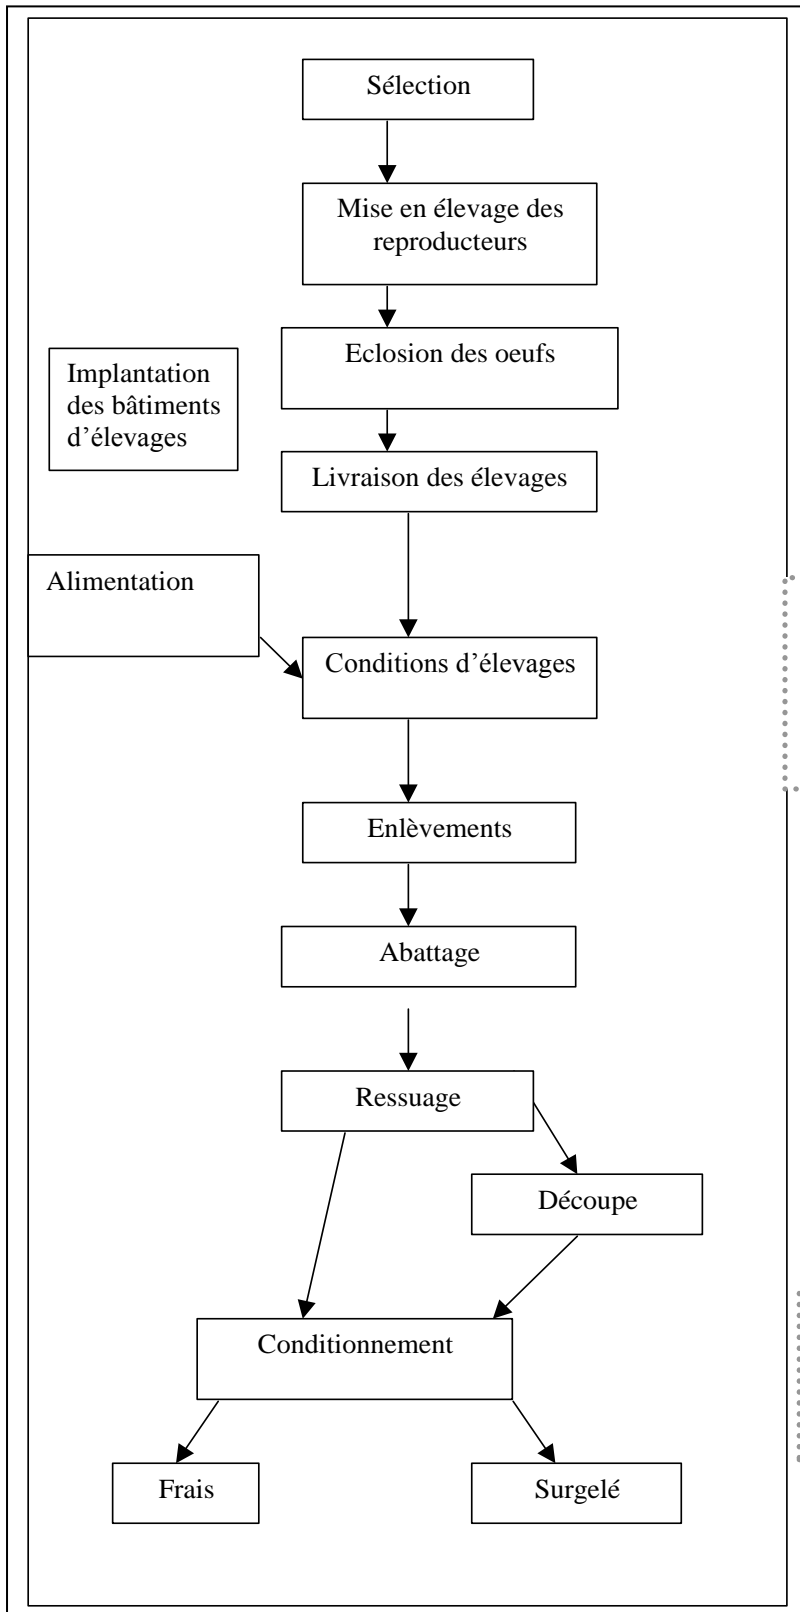 Sélection
Mise en élevage des
reproducteurs
Eclosion des oeufs
Implantation
des bâtiments
d’élevages
Livraison des élevages
Alimentation
Conditions d’élevages
Enlèvements
Abattage
Ressuage
Découpe
Conditionnement
Frais
Surgelé